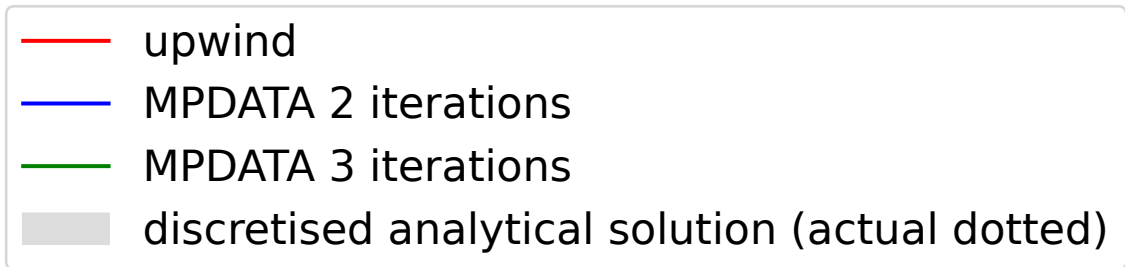 upwind
MPDATA 2 iterations
MPDATA 3 iterations
discretised analytical solution (actual dotted)